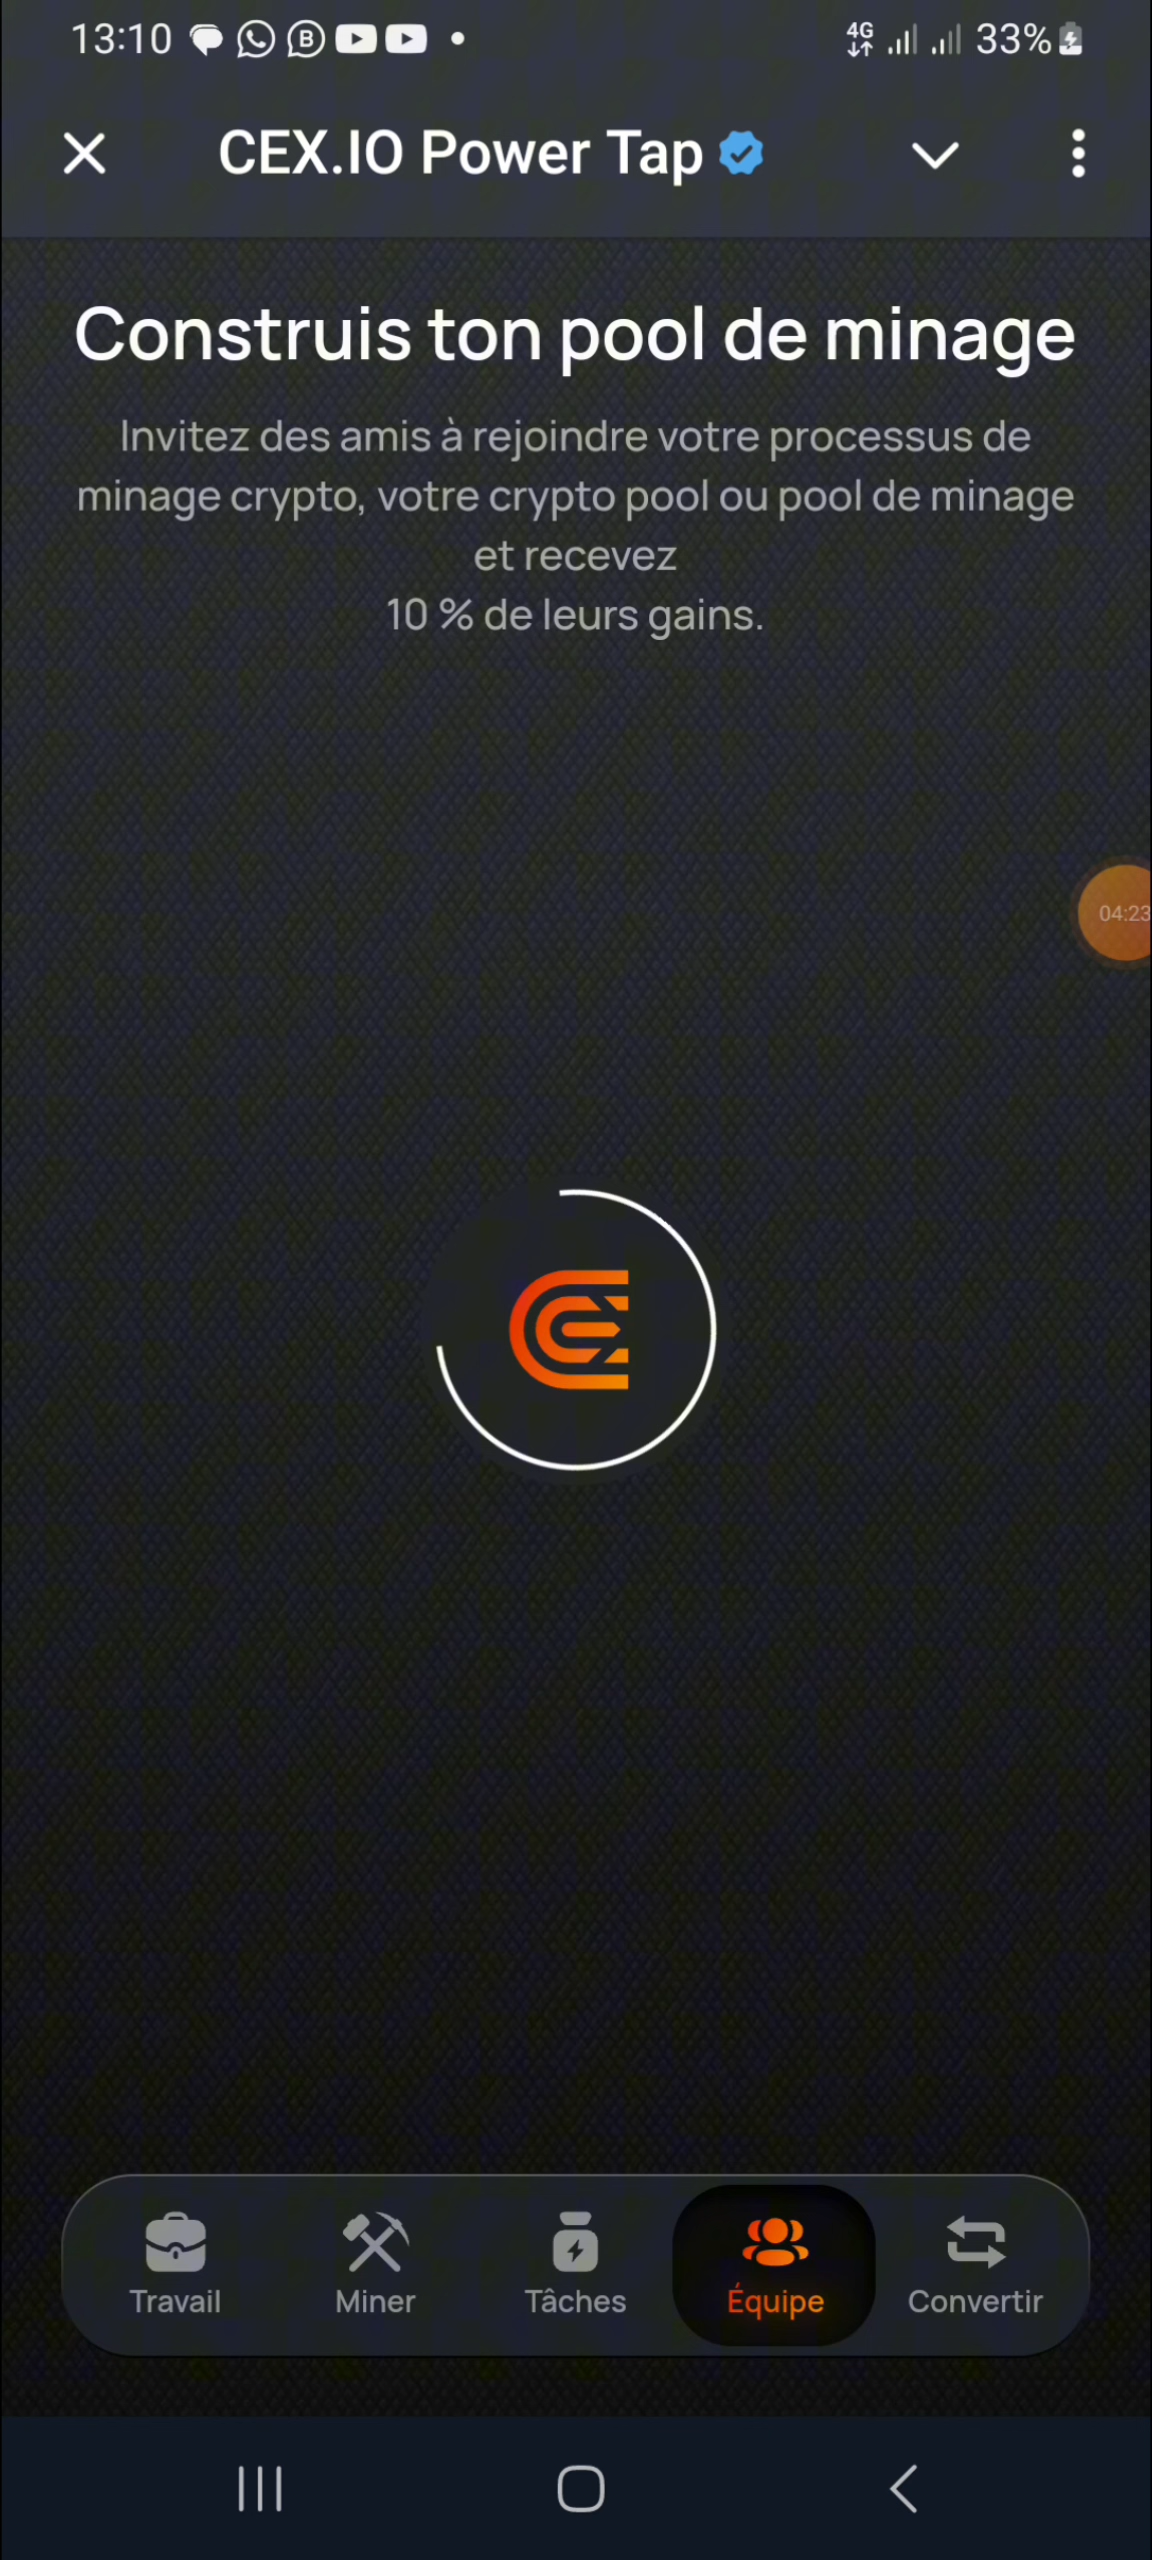 13:10
4G
33%
CEX.IO Power Tap
Construis ton pool de minage
Invitez des amis à rejoindre votre processus de
minage crypto, votre crypto pool ou pool de minage
et recevez
10 % de leurs gains.
04:23
Travail
Miner
Tâches
Équipe
Convertir